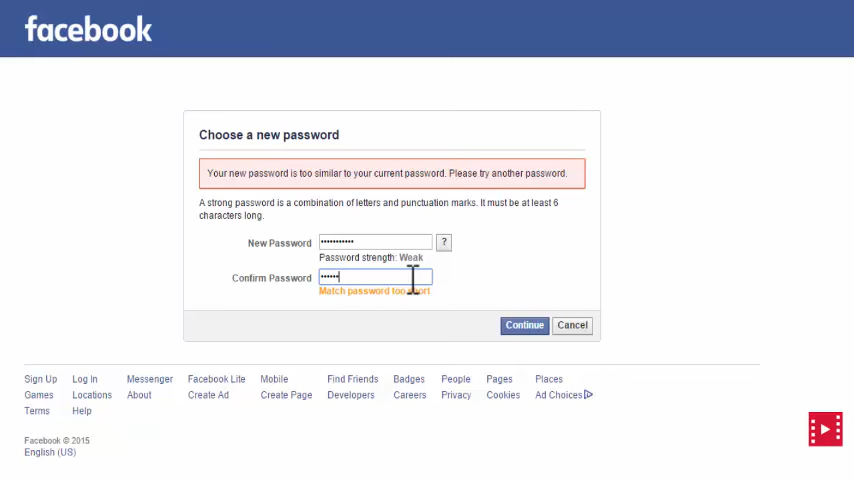 facebook
Choose a new password
Your new password is too similar to your current password. Please try another password.
A strong password is a combination of letters and punctuation marks. It must be at least 6
characters long.
New Password ••••••••••• ?
Password strength: Weak
Confirm Password ••••••
Match password too short
Continue Cancel
Sign Up Log In Messenger Facebook Lite Mobile Find Friends Badges People Pages Places
Games Locations About Create Ad Create Page Developers Careers Privacy Cookies Ad Choices
Terms Help
Facebook © 2015
English (US)